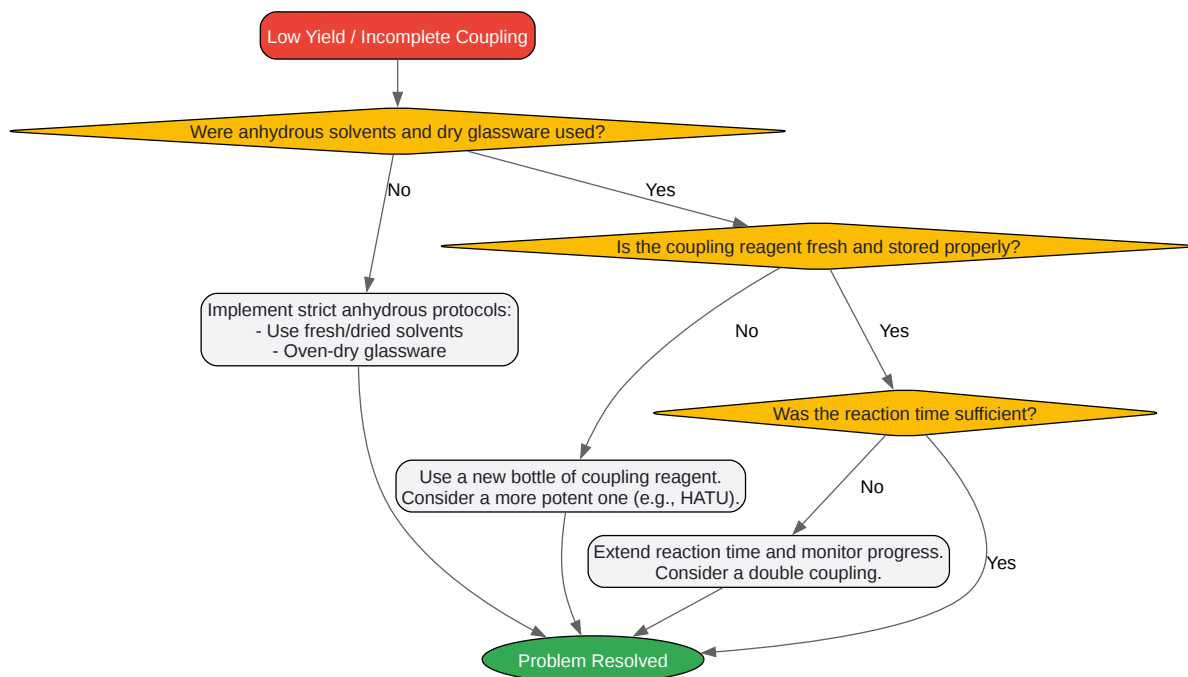 Low Yield / Incomplete Coupling
Were anhydrous solvents and dry glassware used?
No
Yes
Is the coupling reagent fresh and stored properly?
Implement strict anhydrous protocols:
- Use fresh/dried solvents
- Oven-dry glassware
No
Yes
Was the reaction time sufficient?
Use a new bottle of coupling reagent.
Consider a more potent one (e.g., HATU).
No
Extend reaction time and monitor progress.
Consider a double coupling.
Yes
Problem Resolved